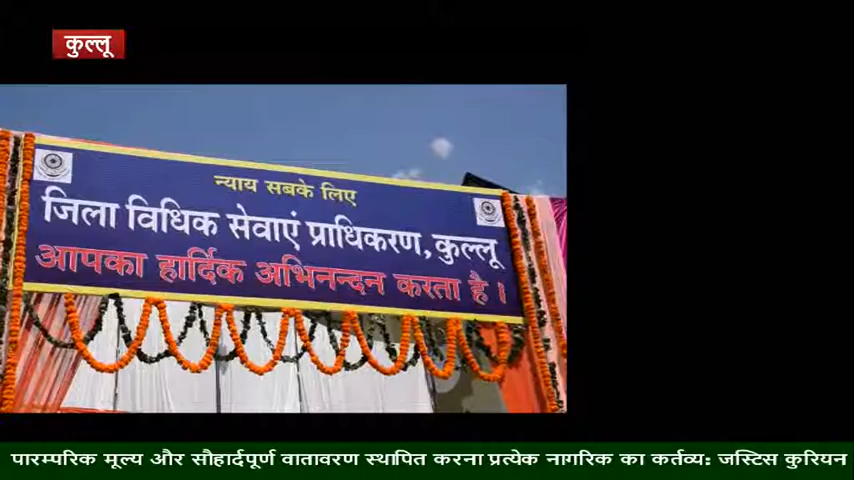 कुल्लू
न्याय सबके लिए
जिला विधिक सेवाएं प्राधिकरण, कुल्लू
आपका हार्दिक अभिनन्दन करता है।
पारम्परिक मूल्य और सौहार्दपूर्ण वातावरण स्थापित करना प्रत्येक नागरिक का कर्तव्य: जस्टिस कुरियन